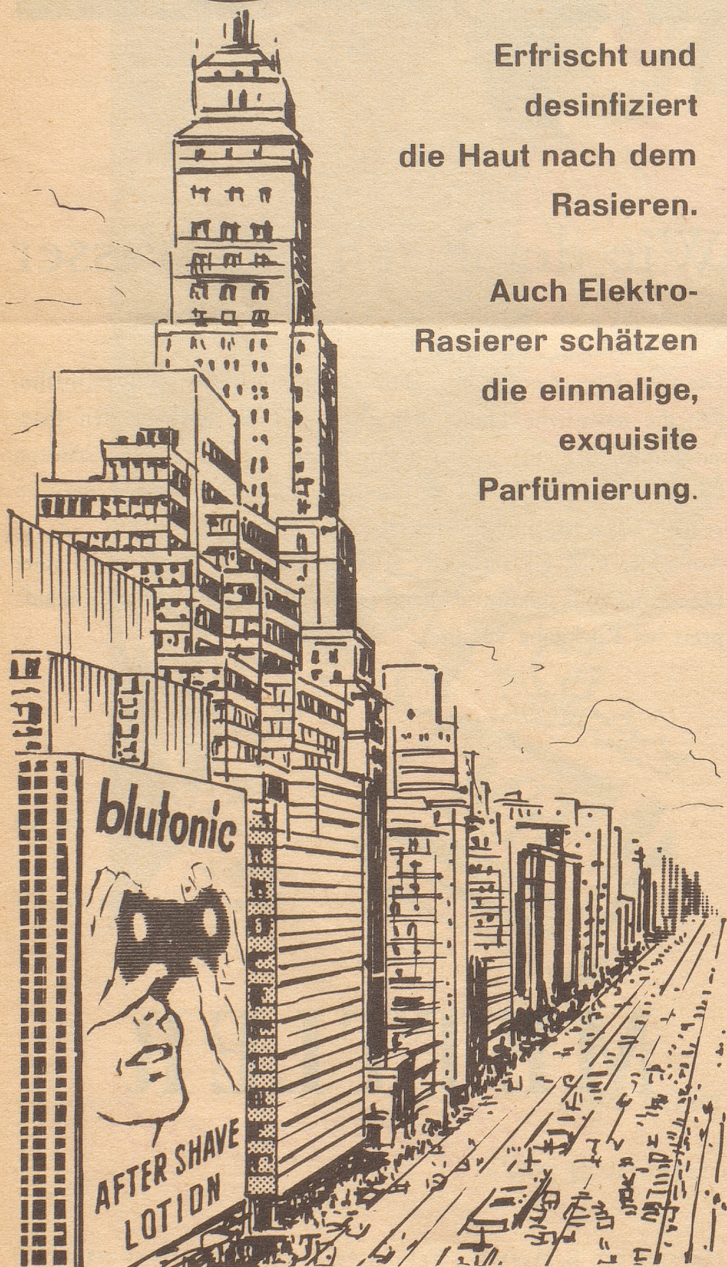 Erfrischt und
desinfiziert
die Haut nach dem
Rasieren.
Auch Elektro-
Rasierer schätzen
die einmalige,
exquisite
Parfümierung.
blutonic
AFTER SHAVE
LOTION